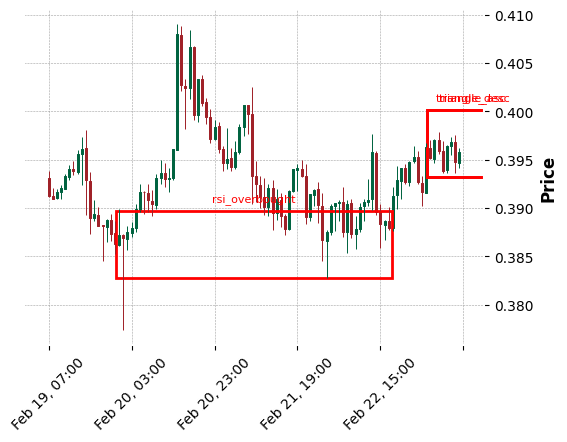 0.410
0.405
0.400
0.395
0.390
0.385
0.380
Price
rsi_overbought
Feb 19, 07:00
Feb 20, 03:00
Feb 20, 23:00
Feb 21, 19:00
Feb 22, 15:00